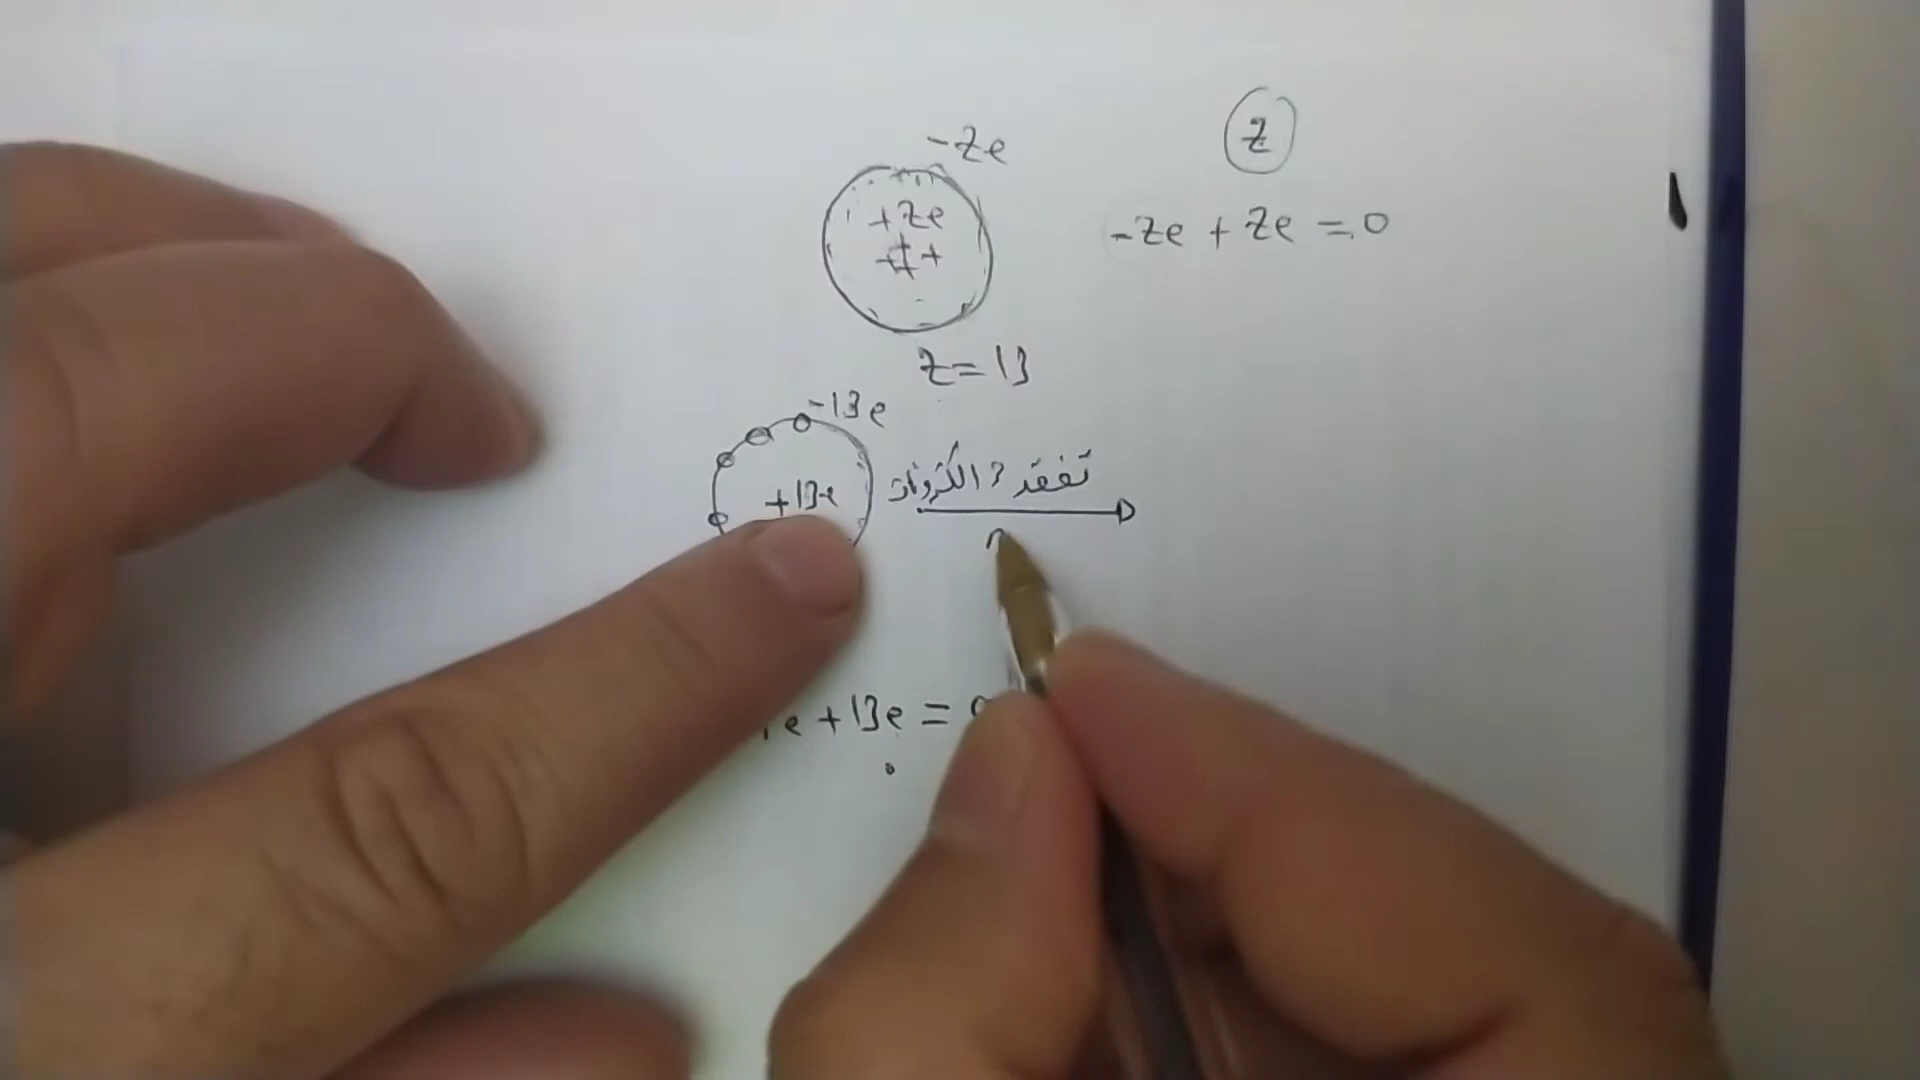 -Ze
Z
+Ze
-Ze + Ze = 0
+++
Z = 13
-13e
+13e
تفقد 3 الكترونات
e + 13e = 0